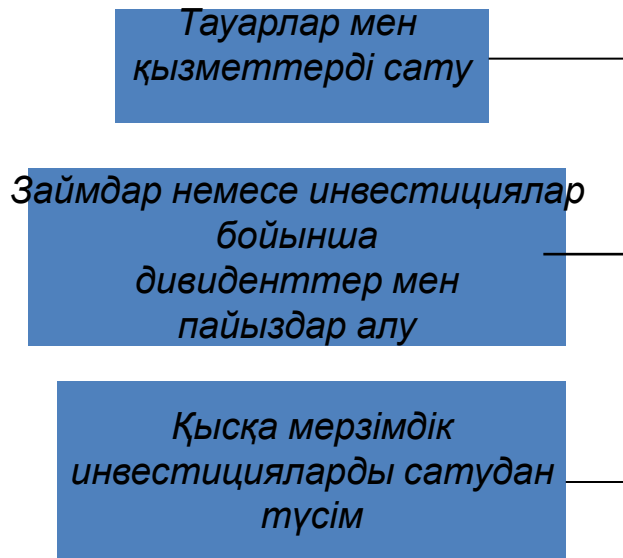 Тауарлар мен
қызметтерді сату
Займдар немесе инвестициялар
бойынша
дивиденттер мен
пайыздар алу
Қысқа мерзімдік
инвестицияларды сатудан
түсім